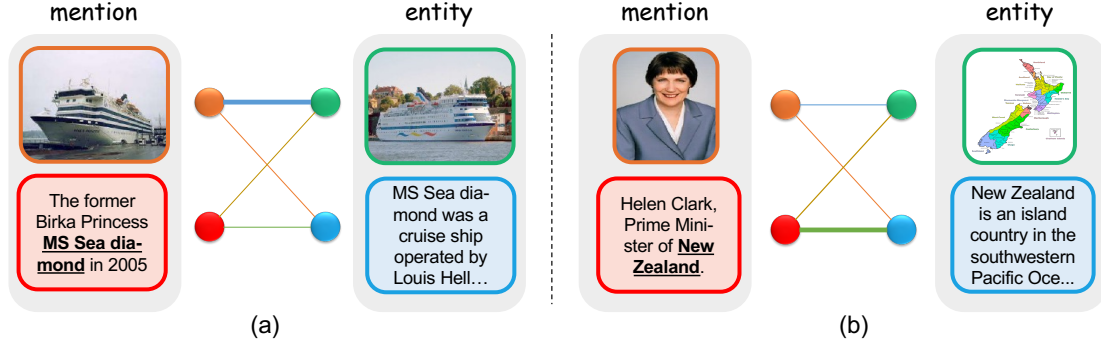 mention
entity
mention
entity
The former
Birka Princess
MS Sea dia-
mond in 2005
MS Sea dia-
mond was a
cruise ship
operated by
Louis Hell...
Helen Clark,
Prime Mini-
ster of New
Zealand.
New Zealand
is an island
country in the
southwestern
Pacific Oce...
(a)
(b)